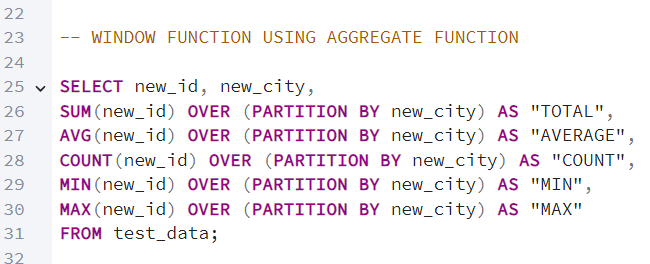 22
23 -- WINDOW FUNCTION USING AGGREGATE FUNCTION
24
25 SELECT new_id, new_city,
26 SUM(new_id) OVER (PARTITION BY new_city) AS "TOTAL",
27 AVG(new_id) OVER (PARTITION BY new_city) AS "AVERAGE",
28 COUNT(new_id) OVER (PARTITION BY new_city) AS "COUNT",
29 MIN(new_id) OVER (PARTITION BY new_city) AS "MIN",
30 MAX(new_id) OVER (PARTITION BY new_city) AS "MAX"
31 FROM test_data;
32